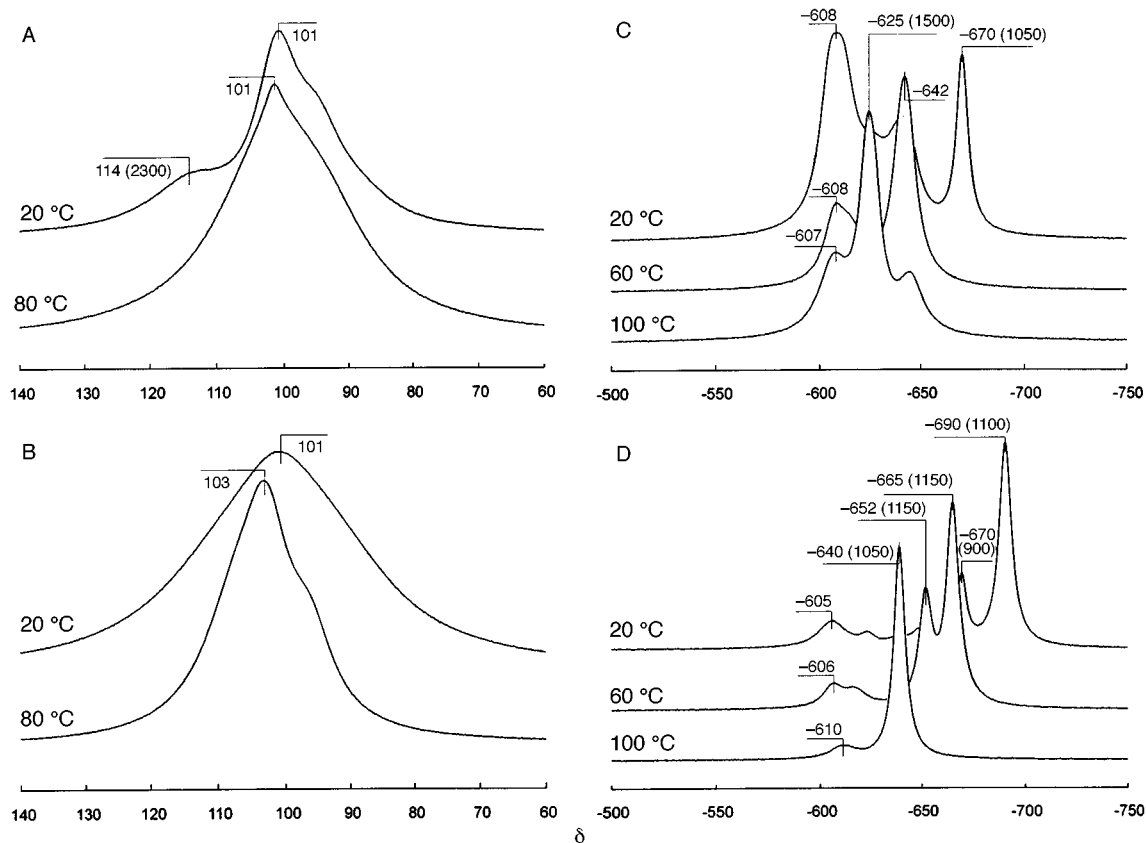 A
101
101
114 (2300)
20 °C
80 °C
140 130 120 110 100 90 80 70 60
C
–608
–625 (1500)
–670 (1050)
–642
–608
–607
20 °C
60 °C
100 °C
-500 -550 -600 -650 -700 -750
B
101
103
20 °C
80 °C
140 130 120 110 100 90 80 70 60
D
–690 (1100)
–665 (1150)
–652 (1150)
–670
(900)
–640 (1050)
–605
–606
–610
20 °C
60 °C
100 °C
-500 -550 -600 -650 -700 -750
δ